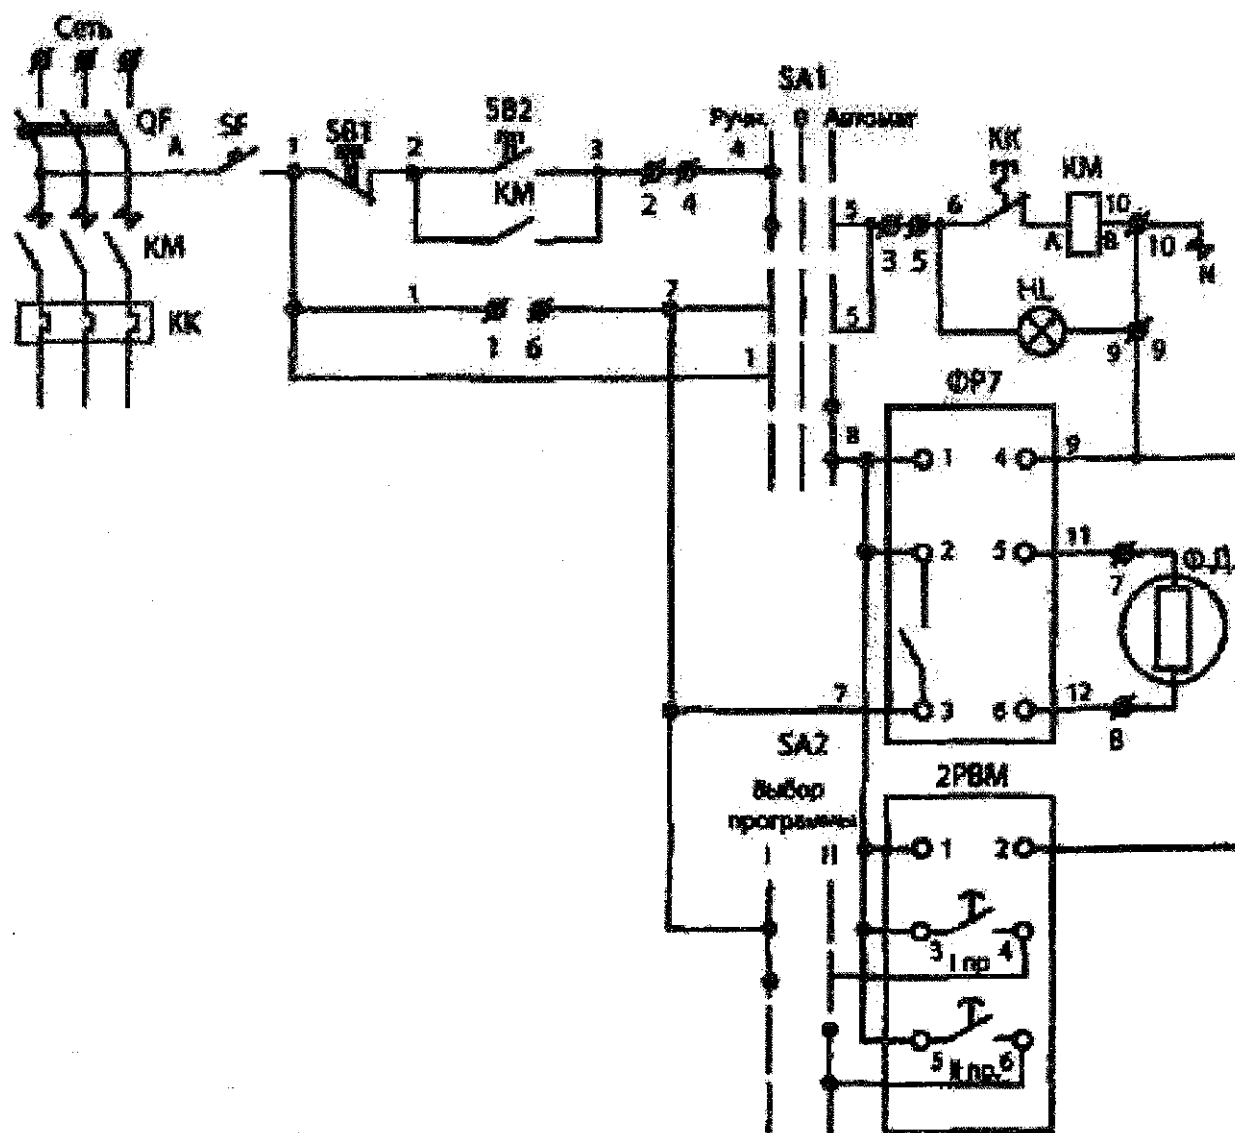 Сеть
SA1
QF
SF
SB1
SB2
Ручн.
0
Автомат
A
1
2
3
4
KK
KM
KM
2
4
5
6
10
A
B
10
N
3
5
KM
HL
KK
1
7
5
1
6
1
9
9
ФР7
8
1
4
9
2
5
11
7
ФД
7
3
6
12
8
SA2
2РВМ
Выбор
программы
I
II
1
2
3
4
I пр
5
6
II пр.